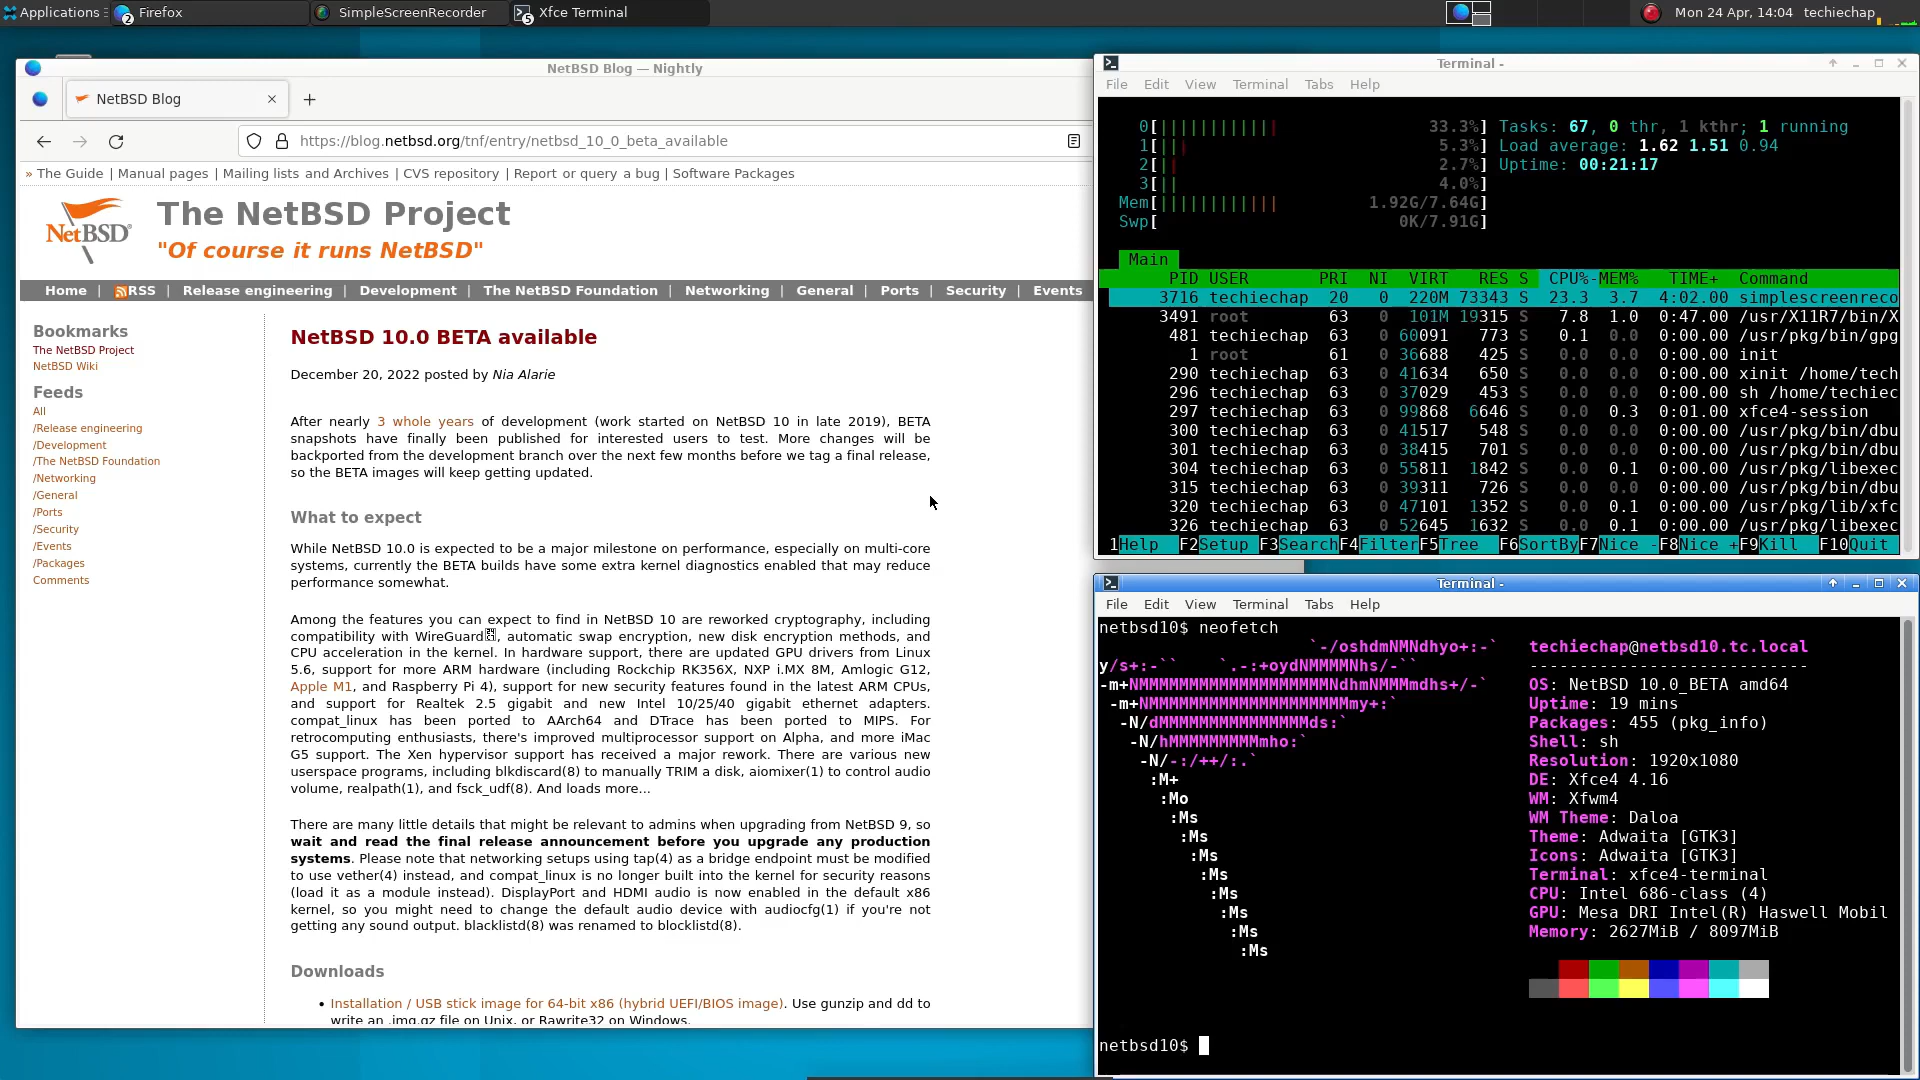 Applications
2
Firefox
SimpleScreenRecorder
5
Xfce Terminal
Mon 24 Apr, 14:04
techiechap
NetBSD Blog — Nightly
NetBSD Blog
https://blog.netbsd.org/tnf/entry/netbsd_10_0_beta_available
» The Guide | Manual pages | Mailing lists and Archives | CVS repository | Report or query a bug | Software Packages
NetBSD
The NetBSD Project
"Of course it runs NetBSD"
Home | RSS | Release engineering | Development | The NetBSD Foundation | Networking | General | Ports | Security | Events
Bookmarks
The NetBSD Project
NetBSD Wiki
Feeds
All
/Release engineering
/Development
/The NetBSD Foundation
/Networking
/General
/Ports
/Security
/Events
/Packages
Comments
NetBSD 10.0 BETA available
December 20, 2022 posted by Nia Alarie
After nearly 3 whole years of development (work started on NetBSD 10 in late 2019), BETA
snapshots have finally been published for interested users to test. More changes will be
backported from the development branch over the next few months before we tag a final release,
so the BETA images will keep getting updated.
What to expect
While NetBSD 10.0 is expected to be a major milestone on performance, especially on multi-core
systems, currently the BETA builds have some extra kernel diagnostics enabled that may reduce
performance somewhat.
Among the features you can expect to find in NetBSD 10 are reworked cryptography, including
compatibility with WireGuard, automatic swap encryption, new disk encryption methods, and
CPU acceleration in the kernel. In hardware support, there are updated GPU drivers from Linux
5.6, support for more ARM hardware (including Rockchip RK356X, NXP i.MX 8M, Amlogic G12,
Apple M1, and Raspberry Pi 4), support for new security features found in the latest ARM CPUs,
and support for Realtek 2.5 gigabit and new Intel 10/25/40 gigabit ethernet adapters.
compat_linux has been ported to AArch64 and DTrace has been ported to MIPS. For
retrocomputing enthusiasts, there's improved multiprocessor support on Alpha, and more iMac
G5 support. The Xen hypervisor support has received a major rework. There are various new
userspace programs, including blkdiscard(8) to manually TRIM a disk, aiomixer(1) to control audio
volume, realpath(1), and fsck_udf(8). And loads more...
There are many little details that might be relevant to admins when upgrading from NetBSD 9, so
wait and read the final release announcement before you upgrade any production
systems. Please note that networking setups using tap(4) as a bridge endpoint must be modified
to use vether(4) instead, and compat_linux is no longer built into the kernel for security reasons
(load it as a module instead). DisplayPort and HDMI audio is now enabled in the default x86
kernel, so you might need to change the default audio device with audiocfg(1) if you're not
getting any sound output. blacklistd(8) was renamed to blocklistd(8).
Downloads
• Installation / USB stick image for 64-bit x86 (hybrid UEFI/BIOS image). Use gunzip and dd to
write an .img.gz file on Unix, or Rawrite32 on Windows.
Terminal -
File Edit View Terminal Tabs Help
0[|||||||||||| 33.3%] Tasks: 67, 0 thr, 1 kthr; 1 running
1[||| 5.3%] Load average: 1.62 1.51 0.94
2[|| 2.7%] Uptime: 00:21:17
3[|| 4.0%]
Mem[|||||||||||| 1.92G/7.64G]
Swp[ 0K/7.91G]
Main
PID USER PRI NI VIRT RES S CPU%-MEM% TIME+ Command
3716 techiechap 20 0 220M 73343 S 23.3 3.7 4:02.00 simplescreenreco
3491 root 63 0 101M 19315 S 7.8 1.0 0:47.00 /usr/X11R7/bin/X
481 techiechap 63 0 60091 773 S 0.1 0.0 0:00.00 /usr/pkg/bin/gpg
1 root 61 0 36688 425 S 0.0 0.0 0:00.00 init
290 techiechap 63 0 41634 650 S 0.0 0.0 0:00.00 xinit /home/tech
296 techiechap 63 0 37029 453 S 0.0 0.0 0:00.00 sh /home/techiec
297 techiechap 63 0 99868 6646 S 0.0 0.3 0:01.00 xfce4-session
300 techiechap 63 0 41517 548 S 0.0 0.0 0:00.00 /usr/pkg/bin/dbu
301 techiechap 63 0 38415 701 S 0.0 0.0 0:00.00 /usr/pkg/bin/dbu
304 techiechap 63 0 55811 1842 S 0.0 0.1 0:00.00 /usr/pkg/libexec
315 techiechap 63 0 39311 726 S 0.0 0.0 0:00.00 /usr/pkg/bin/dbu
320 techiechap 63 0 47101 1352 S 0.0 0.1 0:00.00 /usr/pkg/lib/xfc
326 techiechap 63 0 52645 1632 S 0.0 0.1 0:00.00 /usr/pkg/libexec
1Help F2Setup F3SearchF4FilterF5Tree F6SortByF7Nice -F8Nice +F9Kill F10Quit
Terminal -
File Edit View Terminal Tabs Help
netbsd10$ neofetch
`-/oshdmNMNdhyo+:-` techiechap@netbsd10.tc.local
y/s+:-`` `.-:+oydNMMMMNhs/-`` ----------------------------
-m+NMMMMMMMMMMMMMMMMMMMNdhmNMMMmdhs+/-` OS: NetBSD 10.0_BETA amd64
-m+NMMMMMMMMMMMMMMMMMMMMmy+:` Uptime: 19 mins
-N/dMMMMMMMMMMMMMMMds:` Packages: 455 (pkg_info)
-N/hMMMMMMMMMmho:` Shell: sh
-N/-:/++/:.` Resolution: 1920x1080
:M+ DE: Xfce4 4.16
:Mo WM: Xfwm4
:Ms WM Theme: Daloa
:Ms Theme: Adwaita [GTK3]
:Ms Icons: Adwaita [GTK3]
:Ms Terminal: xfce4-terminal
:Ms CPU: Intel 686-class (4)
:Ms GPU: Mesa DRI Intel(R) Haswell Mobil
:Ms Memory: 2627MiB / 8097MiB
:Ms
netbsd10$